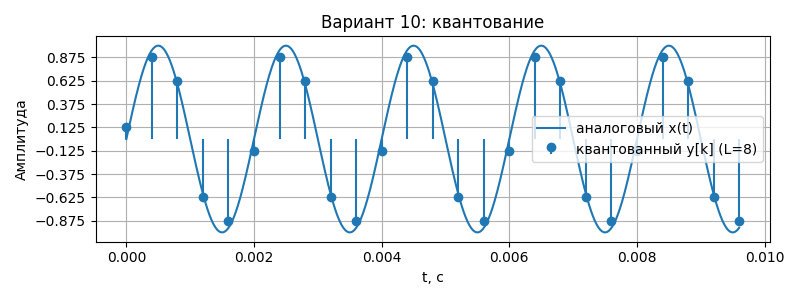 Вариант 10: квантование
Амплитуда
0.875
0.625
0.375
0.125
−0.125
−0.375
−0.625
−0.875
аналоговый x(t)
квантованный y[k] (L=8)
0.000 0.002 0.004 0.006 0.008 0.010
t, с